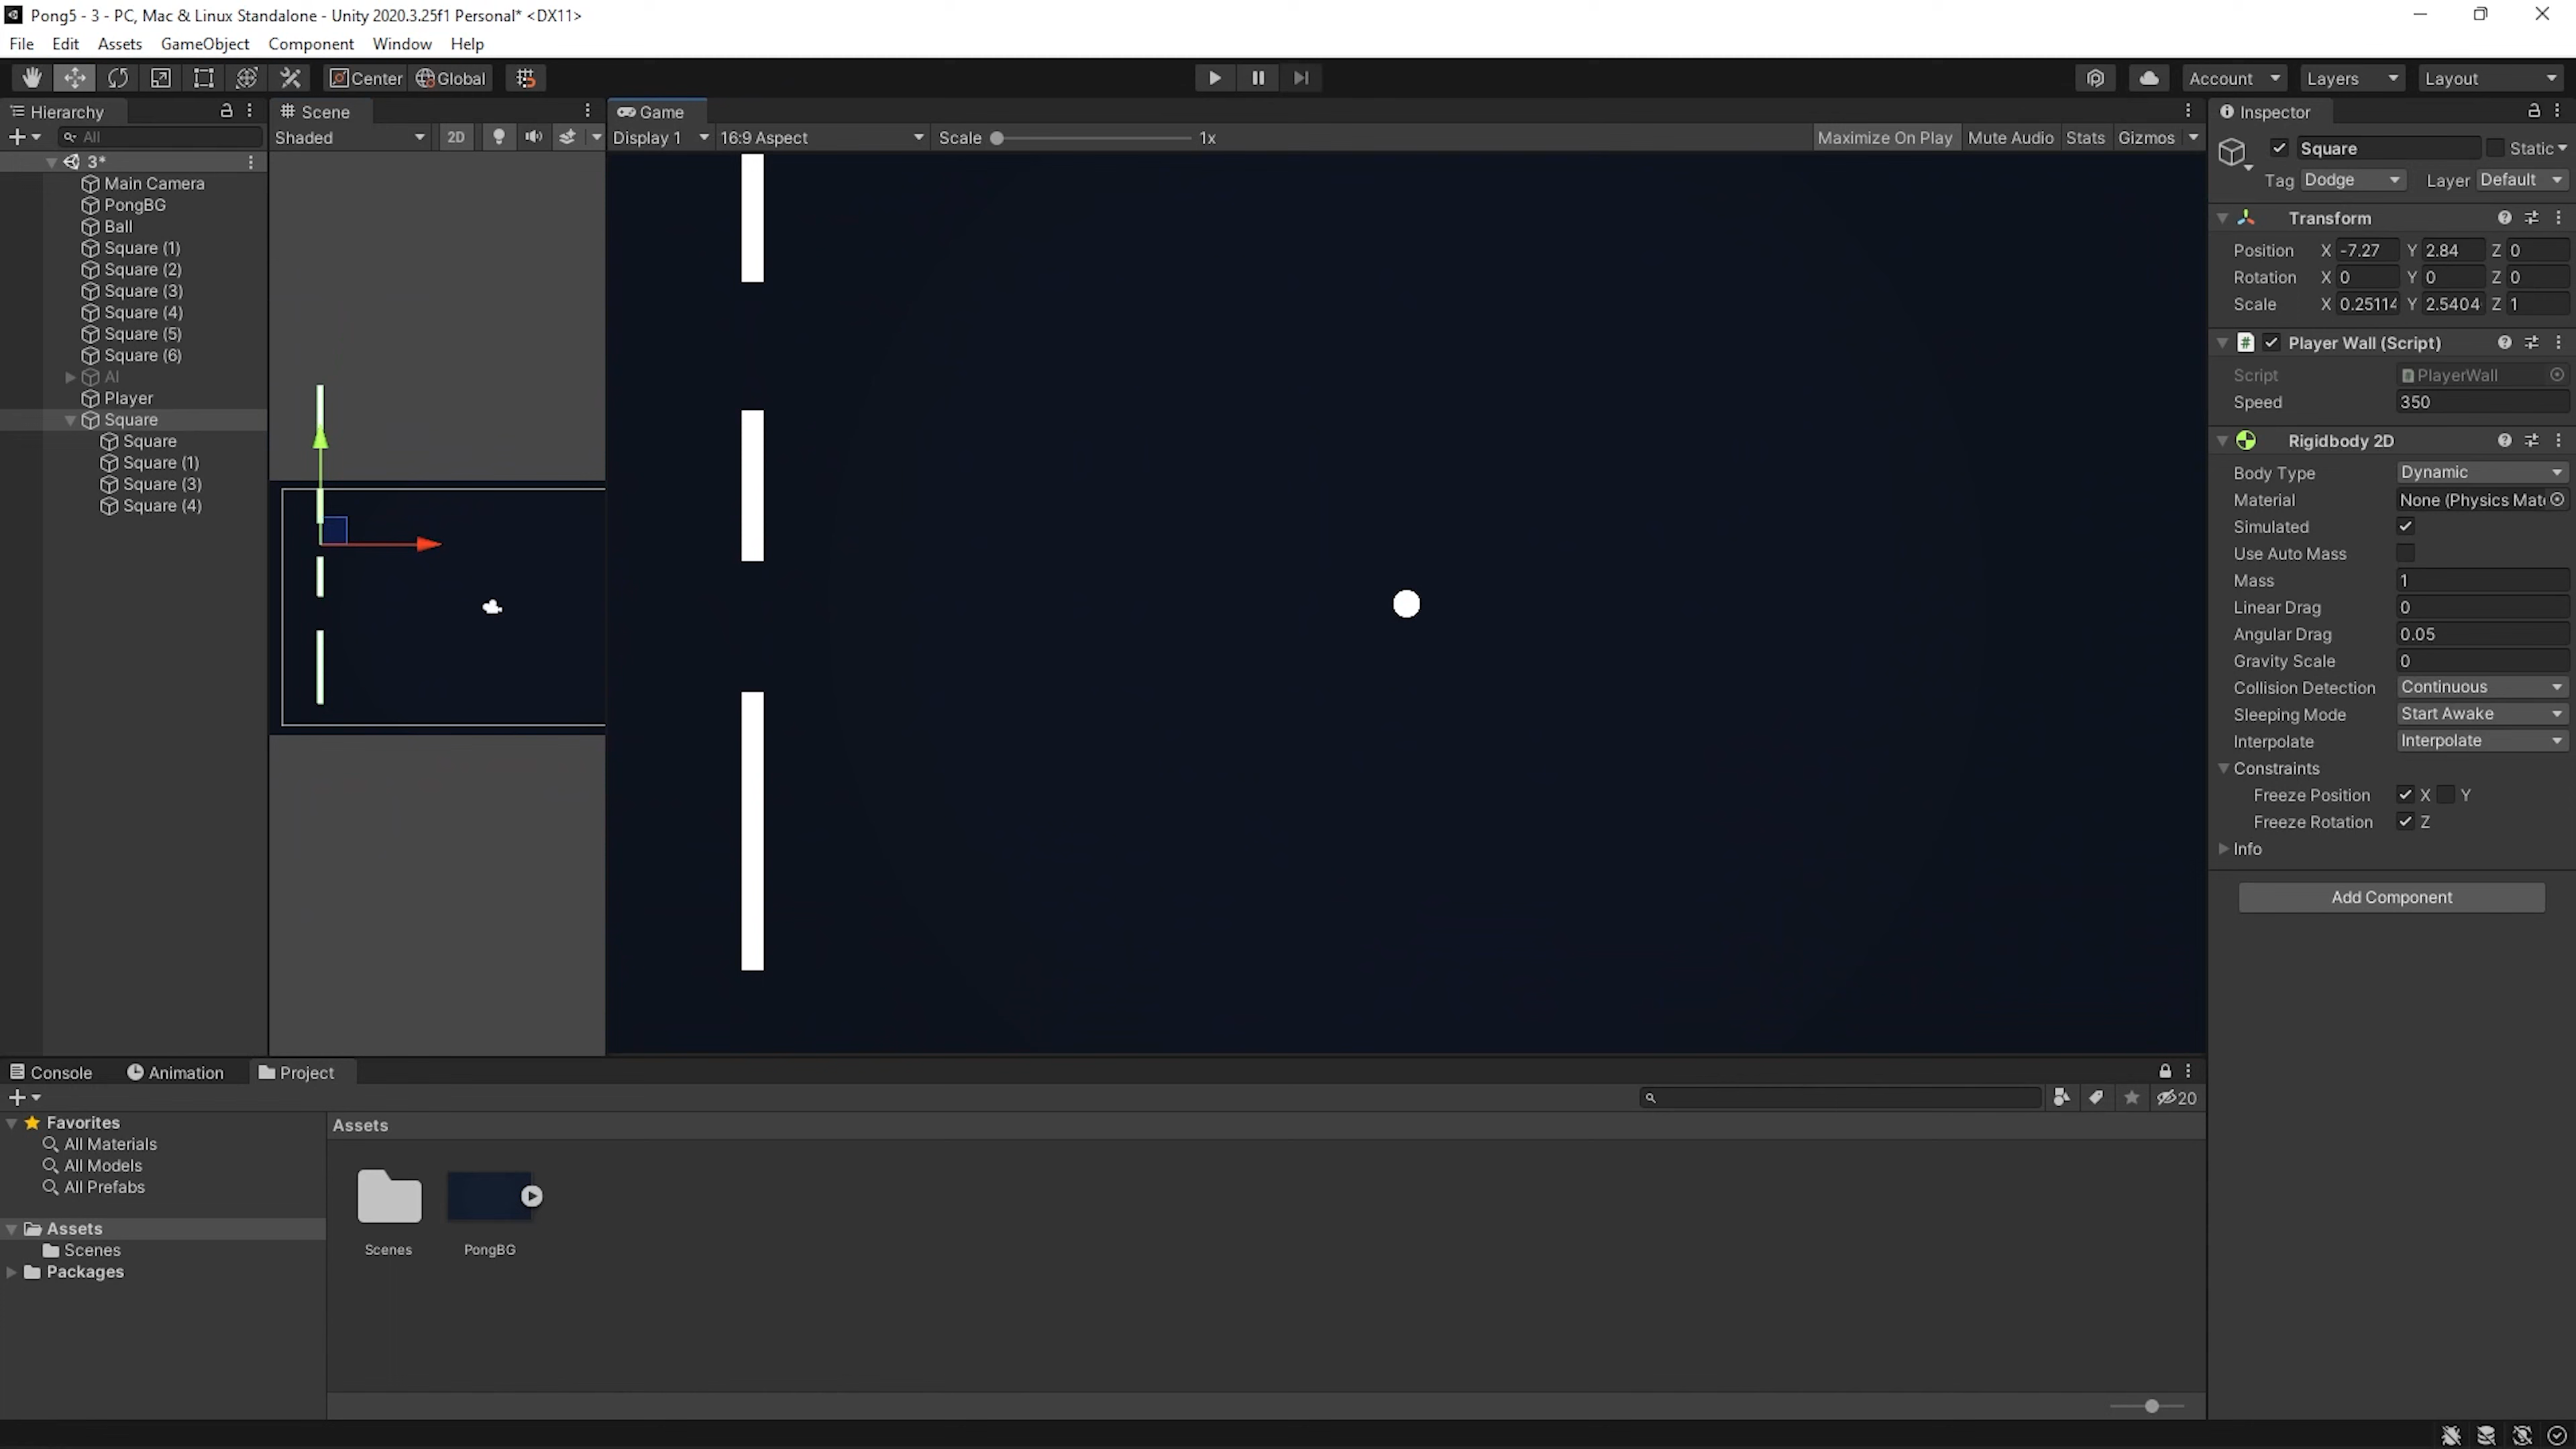 Pong5 - 3 - PC, Mac & Linux Standalone - Unity 2020.3.25f1 Personal* <DX11>
File Edit Assets GameObject Component Window Help
Center Global
Account Layers Layout
Hierarchy
All
3*
Main Camera
PongBG
Ball
Square (1)
Square (2)
Square (3)
Square (4)
Square (5)
Square (6)
AI
Player
Square
Square
Square (1)
Square (3)
Square (4)
Scene
Shaded 2D
Game
Display 1 16:9 Aspect Scale 1x Maximize On Play Mute Audio Stats Gizmos
Inspector
Square Static
Tag Dodge Layer Default
Transform
Position X -7.27 Y 2.84 Z 0
Rotation X 0 Y 0 Z 0
Scale X 0.25114 Y 2.5404 Z 1
Player Wall (Script)
Script PlayerWall
Speed 350
Rigidbody 2D
Body Type Dynamic
Material None (Physics Mat
Simulated
Use Auto Mass
Mass 1
Linear Drag 0
Angular Drag 0.05
Gravity Scale 0
Collision Detection Continuous
Sleeping Mode Start Awake
Interpolate Interpolate
Constraints
Freeze Position X Y
Freeze Rotation Z
Info
Add Component
Console Animation Project
20
Favorites
All Materials
All Models
All Prefabs
Assets
Scenes
Packages
Assets
Scenes PongBG